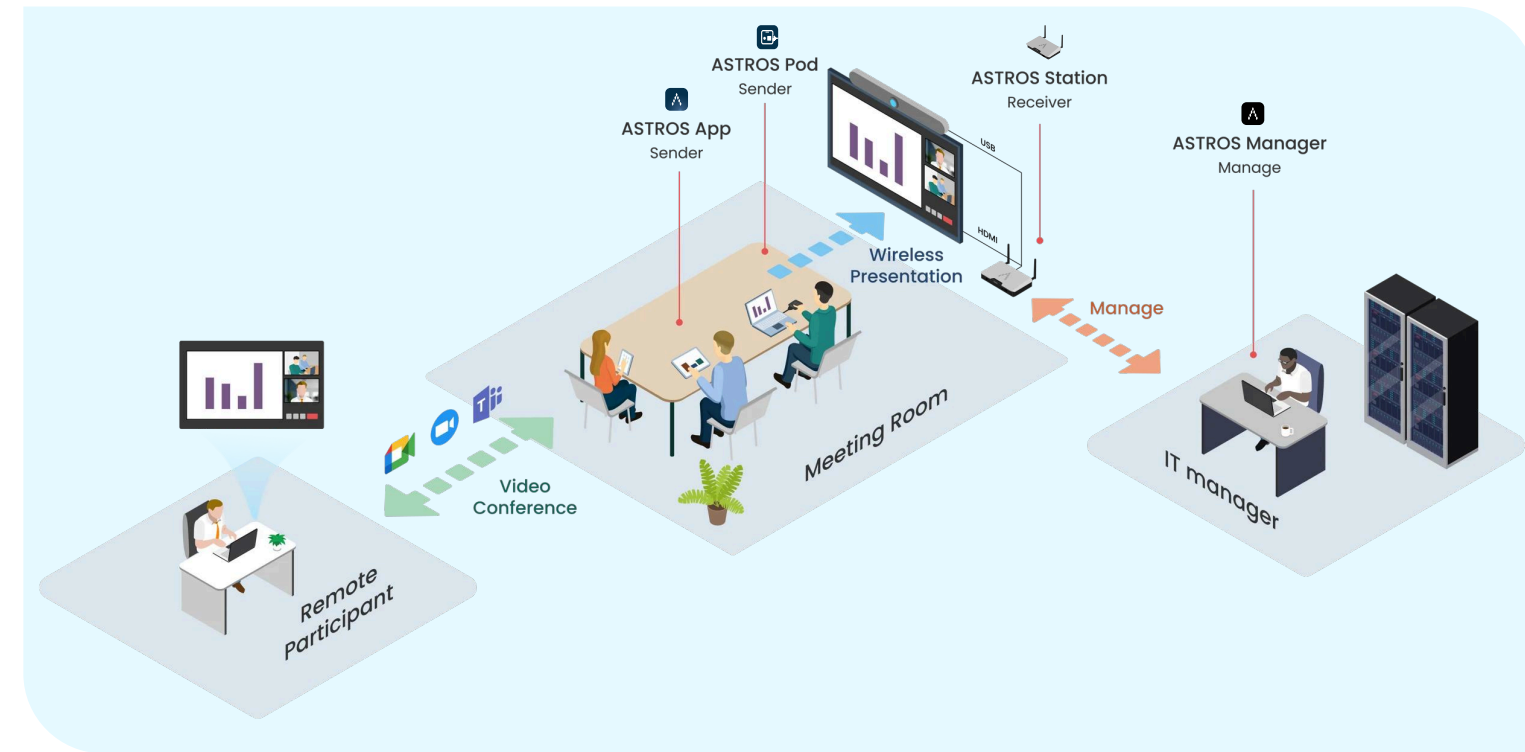 ASTROS Pod
Sender
ASTROS Station
Receiver
ASTROS App
Sender
ASTROS Manager
Manage
USB
HDMI
Wireless
Presentation
Manage
Meeting Room
IT manager
T
Video
Conference
Remote
Participant